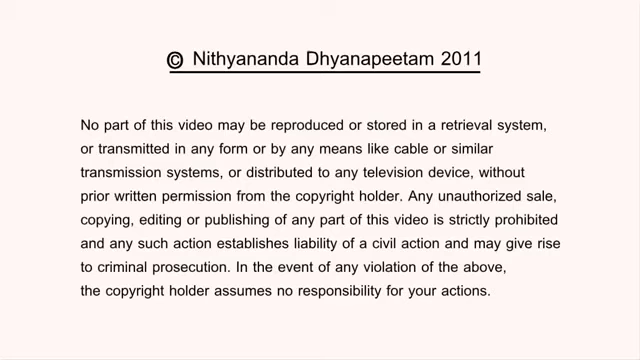 © Nithyananda Dhyanapeetam 2011
No part of this video may be reproduced or stored in a retrieval system,
or transmitted in any form or by any means like cable or similar
transmission systems, or distributed to any television device, without
prior written permission from the copyright holder. Any unauthorized sale,
copying, editing or publishing of any part of this video is strictly prohibited
and any such action establishes liability of a civil action and may give rise
to criminal prosecution. In the event of any violation of the above,
the copyright holder assumes no responsibility for your actions.